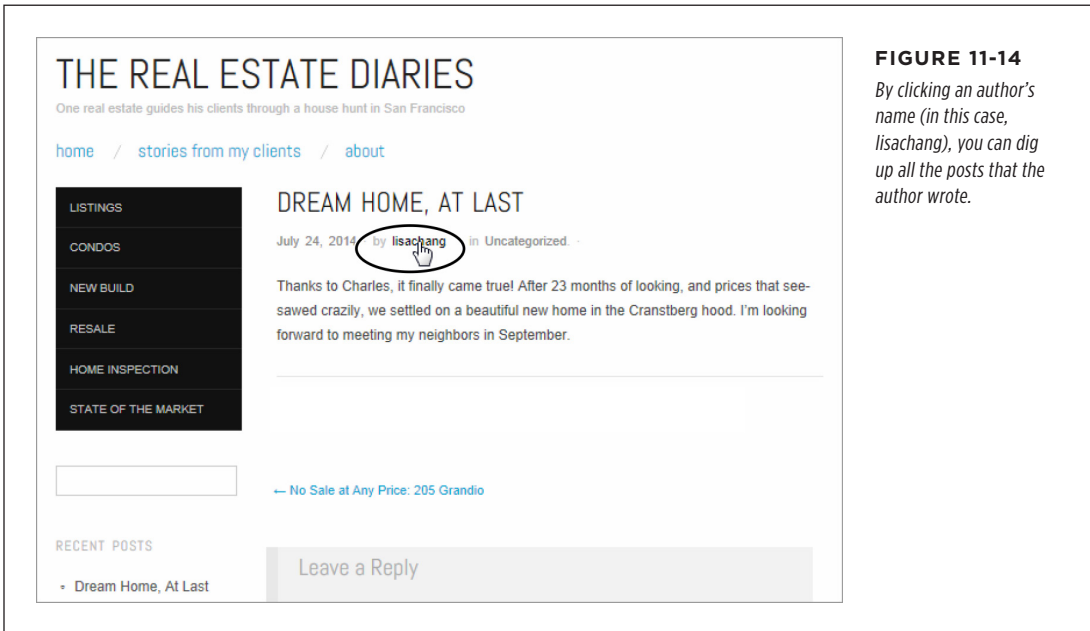 THE REAL ESTATE DIARIES
One real estate guides his clients through a house hunt in San Francisco
home / stories from my clients / about
LISTINGS
CONDOS
NEW BUILD
RESALE
HOME INSPECTION
STATE OF THE MARKET
RECENT POSTS
◦ Dream Home, At Last
DREAM HOME, AT LAST
July 24, 2014 · by lisachang in Uncategorized. ·
Thanks to Charles, it finally came true! After 23 months of looking, and prices that see-
sawed crazily, we settled on a beautiful new home in the Cranstberg hood. I'm looking
forward to meeting my neighbors in September.
← No Sale at Any Price: 205 Grandio
Leave a Reply
FIGURE 11-14
By clicking an author's
name (in this case,
lisachang), you can dig
up all the posts that the
author wrote.